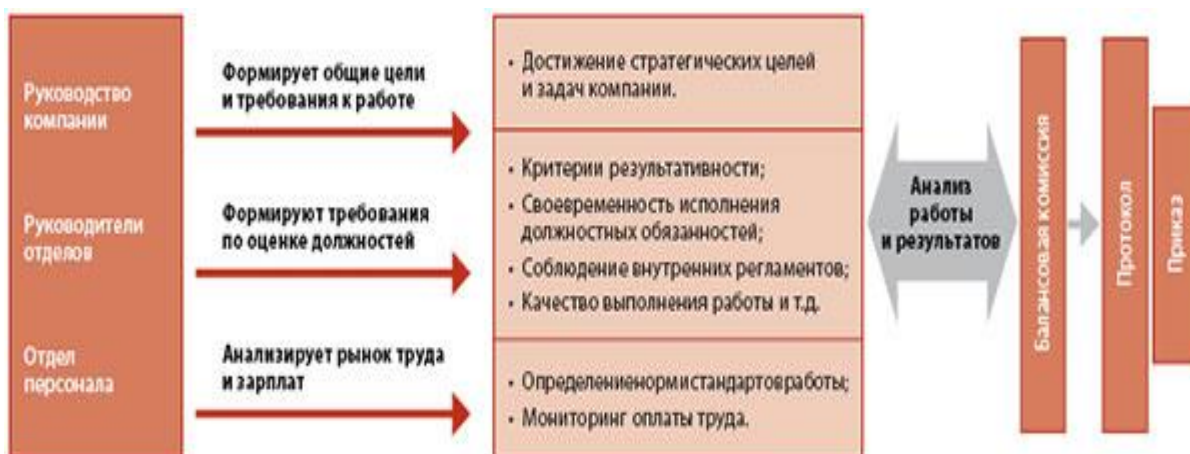 Руководство
компании
Формирует общие цели
и требования к работе
• Достижение стратегических целей
и задач компании.
Руководители
отделов
Формируют требования
по оценке должностей
• Критерии результативности;
• Своевременность исполнения
должностных обязанностей;
• Соблюдение внутренних регламентов;
• Качество выполнения работы и т.д.
Отдел
персонала
Анализирует рынок труда
и зарплат
• Определениенормистандартовработы;
• Мониторинг оплаты труда.
Анализ
работы
и результатов
Балансовая комиссия
Протокол
Приказ